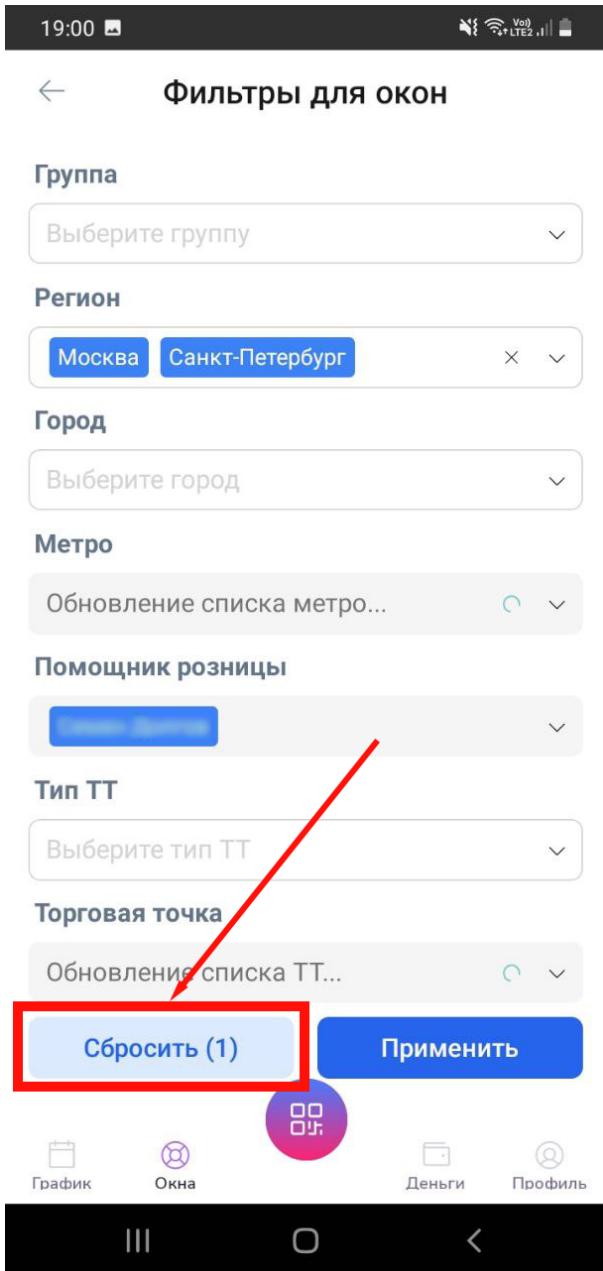 19:00
Vo))
LTE2
Фильтры для окон
Группа
Выберите группу
Регион
Москва Санкт-Петербург
Город
Выберите город
Метро
Обновление списка метро...
Помощник розницы
Тип ТТ
Выберите тип ТТ
Торговая точка
Обновление списка ТТ...
Сбросить (1) Применить
График Окна Деньги Профиль